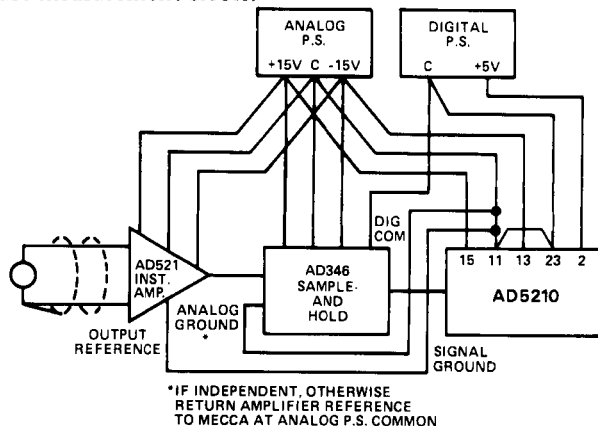 ANALOG
P.S.
+15V C -15V
DIGITAL
P.S.
C +5V
DIG
COM
15 11 13 23 2
AD5210
AD521
INST.
AMP.
AD346
SAMPLE-
AND
HOLD
ANALOG
GROUND
*
OUTPUT
REFERENCE
SIGNAL
GROUND
*IF INDEPENDENT, OTHERWISE
RETURN AMPLIFIER REFERENCE
TO MECCA AT ANALOG P.S. COMMON